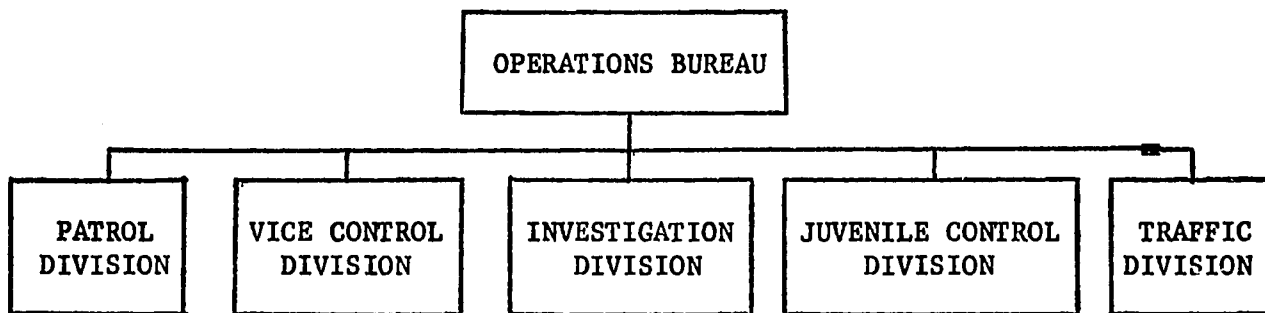 OPERATIONS BUREAU
PATROL
DIVISION
VICE CONTROL
DIVISION
INVESTIGATION
DIVISION
JUVENILE CONTROL
DIVISION
TRAFFIC
DIVISION